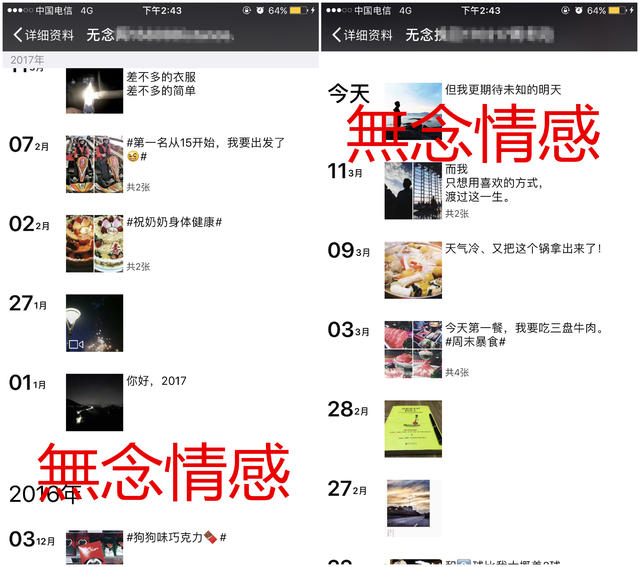 中国电信 4G 下午2:43 64%
详细资料 无念
2017年
11 3月 差不多的衣服
差不多的简单
07 2月 #第一名从15开始，我要出发了
#
共2张
02 2月 #祝奶奶身体健康#
共2张
27 1月
01 1月 你好，2017
無念情感
2016年
03 12月 #狗狗味巧克力🍫#
中国电信 4G 下午2:43 64%
详细资料 无念
今天 但我更期待未知的明天
無念情感
11 3月 而我
只想用喜欢的方式，
渡过这一生。
共2张
09 3月 天气冷、又把这个锅拿出来了！
03 3月 今天第一餐，我要吃三盘牛肉。
#周末暴食#
共4张
28 2月
27 2月
無念情感